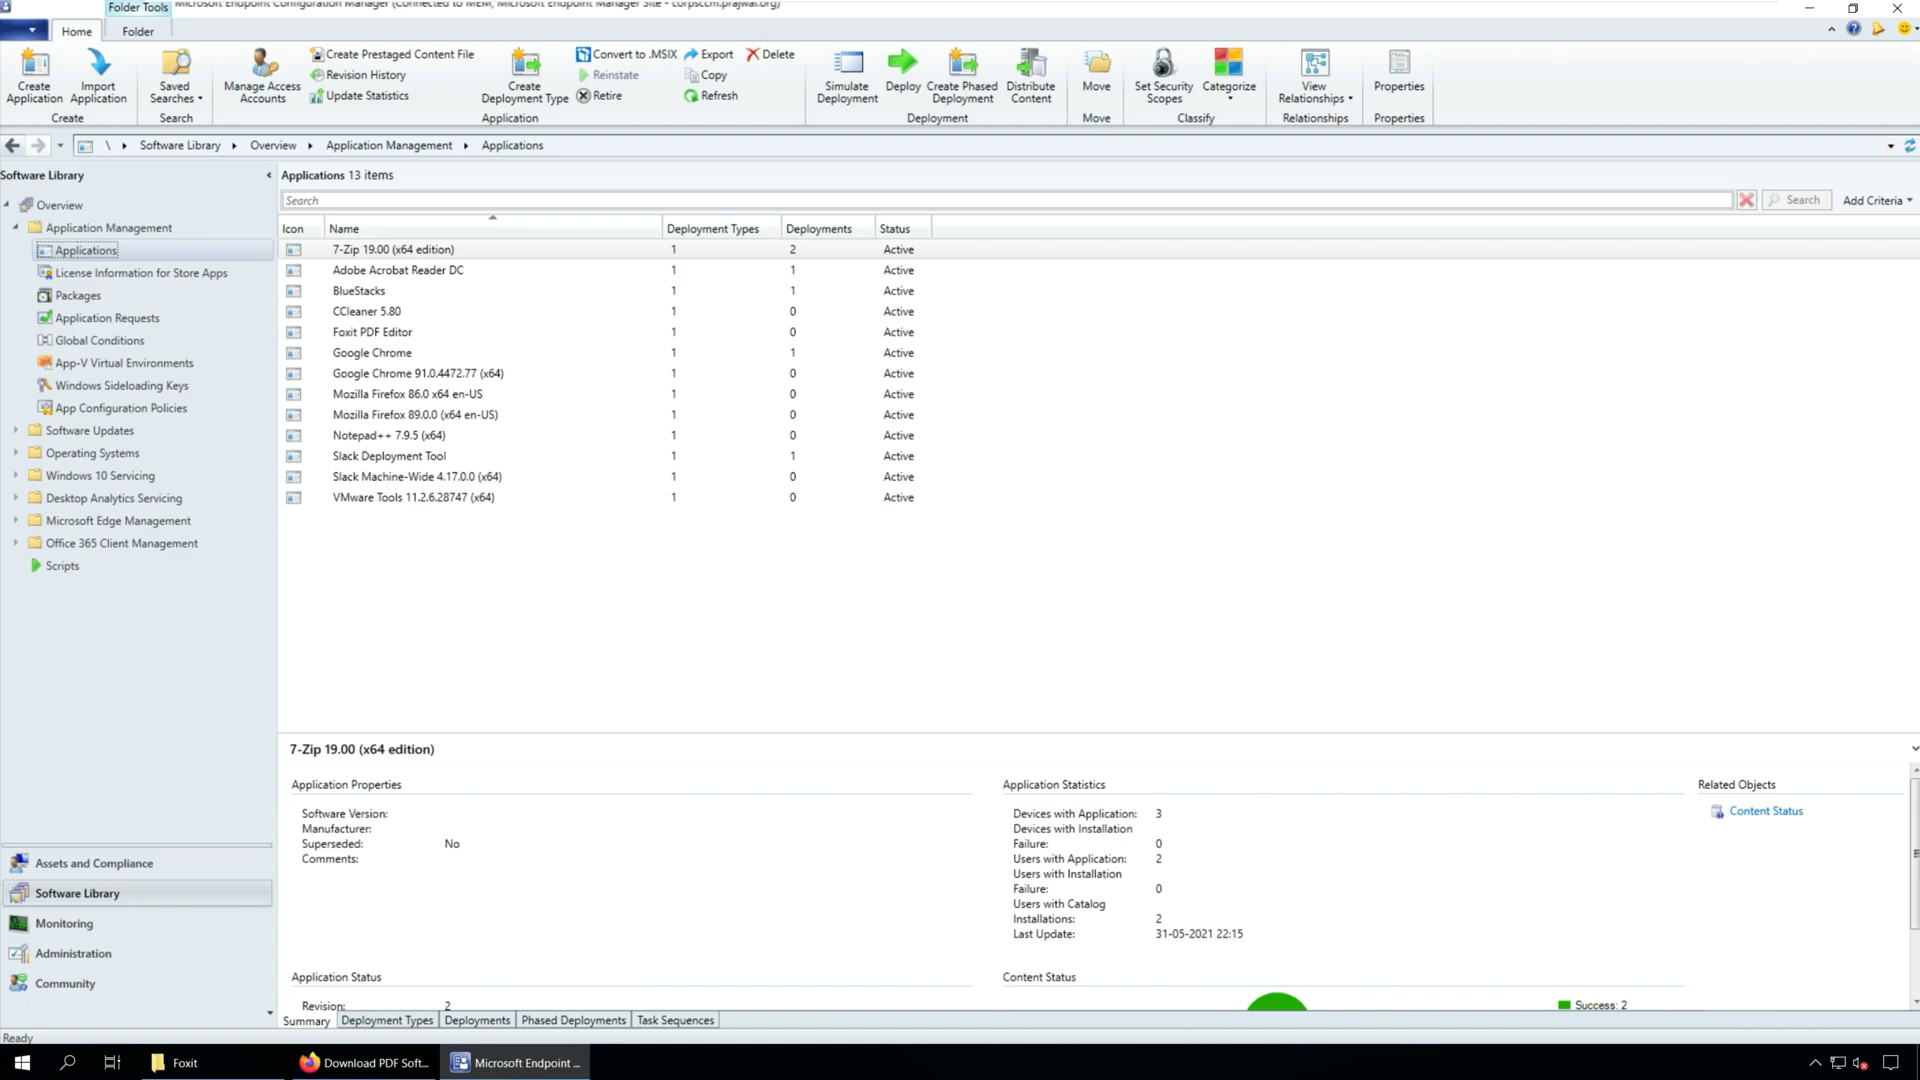 Folder Tools
Microsoft Endpoint Configuration Manager (Connected to MEM, Microsoft Endpoint Manager Site - corpsccm.prajwal.org)
Home
Folder
Create Application
Import Application
Create
Saved Searches
Search
Manage Access Accounts
Create Prestaged Content File
Revision History
Update Statistics
Create Deployment Type
Convert to .MSIX
Reinstate
Retire
Export
Copy
Refresh
Delete
Application
Simulate Deployment
Deploy
Create Phased Deployment
Distribute Content
Deployment
Move
Move
Set Security Scopes
Categorize
Classify
View Relationships
Relationships
Properties
Properties
\ Software Library Overview Application Management Applications
Software Library
Overview
Application Management
Applications
License Information for Store Apps
Packages
Application Requests
Global Conditions
App-V Virtual Environments
Windows Sideloading Keys
App Configuration Policies
Software Updates
Operating Systems
Windows 10 Servicing
Desktop Analytics Servicing
Microsoft Edge Management
Office 365 Client Management
Scripts
Assets and Compliance
Software Library
Monitoring
Administration
Community
Applications 13 items
Search
Search
Add Criteria
Icon Name Deployment Types Deployments Status
7-Zip 19.00 (x64 edition) 1 2 Active
Adobe Acrobat Reader DC 1 1 Active
BlueStacks 1 1 Active
CCleaner 5.80 1 0 Active
Foxit PDF Editor 1 0 Active
Google Chrome 1 1 Active
Google Chrome 91.0.4472.77 (x64) 1 0 Active
Mozilla Firefox 86.0 x64 en-US 1 0 Active
Mozilla Firefox 89.0.0 (x64 en-US) 1 0 Active
Notepad++ 7.9.5 (x64) 1 0 Active
Slack Deployment Tool 1 1 Active
Slack Machine-Wide 4.17.0.0 (x64) 1 0 Active
VMware Tools 11.2.6.28747 (x64) 1 0 Active
7-Zip 19.00 (x64 edition)
Application Properties
Software Version:
Manufacturer:
Superseded: No
Comments:
Application Statistics
Devices with Application: 3
Devices with Installation
Failure: 0
Users with Application: 2
Users with Installation
Failure: 0
Users with Catalog
Installations: 2
Last Update: 31-05-2021 22:15
Related Objects
Content Status
Application Status
Revision: 2
Content Status
Success: 2
Summary
Deployment Types
Deployments
Phased Deployments
Task Sequences
Ready
Foxit
Download PDF Soft...
Microsoft Endpoint ...